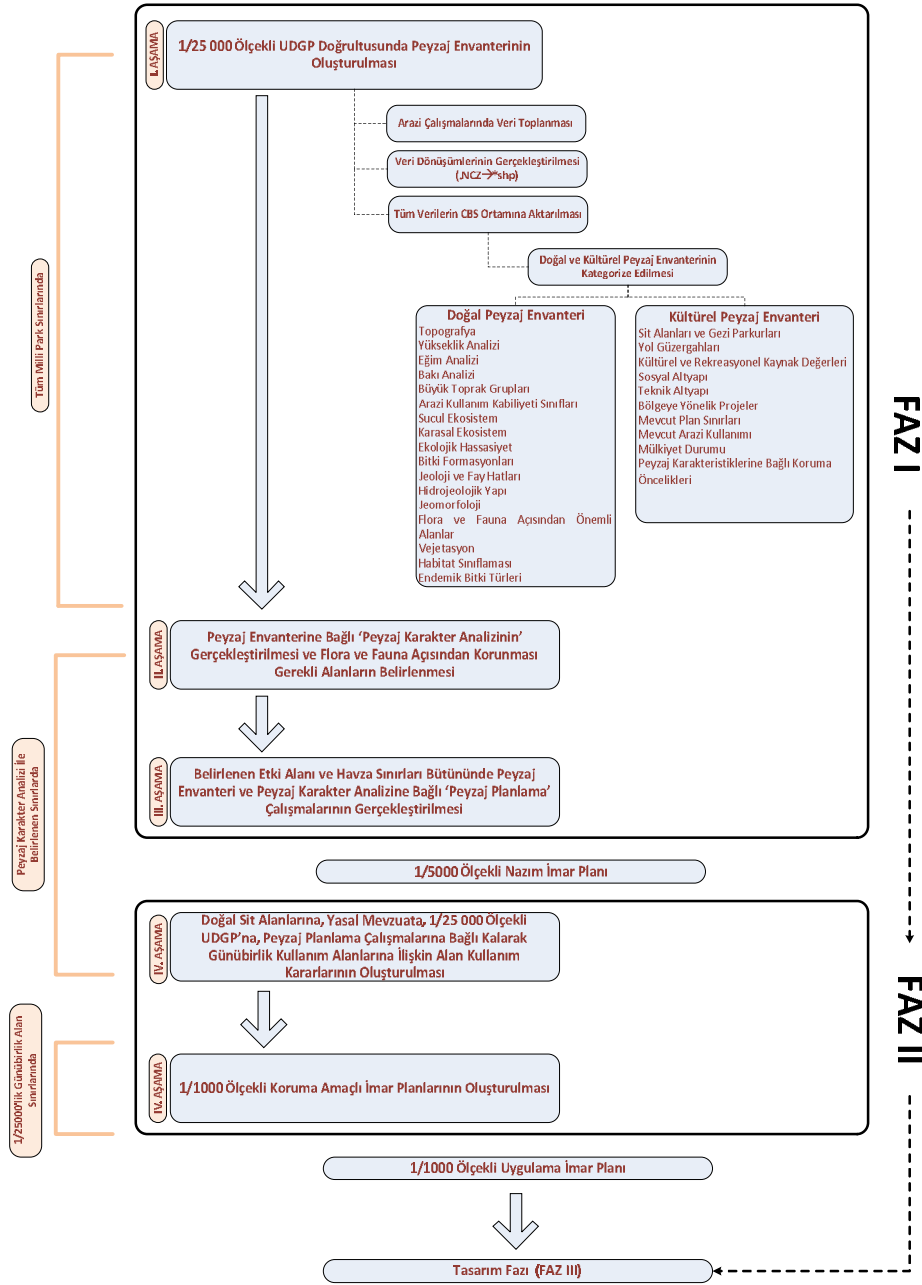 I. AŞAMA
1/25 000 Ölçekli UDGP Doğrultusunda Peyzaj Envanterinin
Oluşturulması
Arazi Çalışmalarında Veri Toplanması
Veri Dönüşümlerinin Gerçekleştirilmesi
(.NCZ→*shp)
Tüm Verilerin CBS Ortamına Aktarılması
Doğal ve Kültürel Peyzaj Envanterinin
Kategorize Edilmesi
Doğal Peyzaj Envanteri
Topografya
Yükseklik Analizi
Eğim Analizi
Bakı Analizi
Büyük Toprak Grupları
Arazi Kullanım Kabiliyeti Sınıfları
Sucul Ekosistem
Karasal Ekosistem
Ekolojik Hassasiyet
Bitki Formasyonları
Jeoloji ve Fay Hatları
Hidrojeolojik Yapı
Jeomorfoloji
Flora ve Fauna Açısından Önemli
Alanlar
Vejetasyon
Habitat Sınıflaması
Endemik Bitki Türleri
Kültürel Peyzaj Envanteri
Sit Alanları ve Gezi Parkurları
Yol Güzergahları
Kültürel ve Rekreasyonel Kaynak Değerleri
Sosyal Altyapı
Teknik Altyapı
Bölgeye Yönelik Projeler
Mevcut Plan Sınırları
Mevcut Arazi Kullanımı
Mülkiyet Durumu
Peyzaj Karakteristiklerine Bağlı Koruma
Öncelikleri
Tüm Milli Park Sınırlarında
FAZ I
II. AŞAMA
Peyzaj Envanterine Bağlı ‘Peyzaj Karakter Analizinin’
Gerçekleştirilmesi ve Flora ve Fauna Açısından Korunması
Gerekli Alanların Belirlenmesi
III. AŞAMA
Belirlenen Etki Alanı ve Havza Sınırları Bütününde Peyzaj
Envanteri ve Peyzaj Karakter Analizine Bağlı ‘Peyzaj Planlama’
Çalışmalarının Gerçekleştirilmesi
Peyzaj Karakter Analizi İle
Belirlenen Sınırlarda
1/5000 Ölçekli Nazım İmar Planı
IV. AŞAMA
Doğal Sit Alanlarına, Yasal Mevzuata, 1/25 000 Ölçekli
UDGP’na, Peyzaj Planlama Çalışmalarına Bağlı Kalarak
Günübirlik Kullanım Alanlarına İlişkin Alan Kullanım
Kararlarının Oluşturulması
FAZ II
IV. AŞAMA
1/1000 Ölçekli Koruma Amaçlı İmar Planlarının Oluşturulması
1/25000’lik Günübirlik Alan
Sınırlarında
1/1000 Ölçekli Uygulama İmar Planı
Tasarım Fazı (FAZ III)